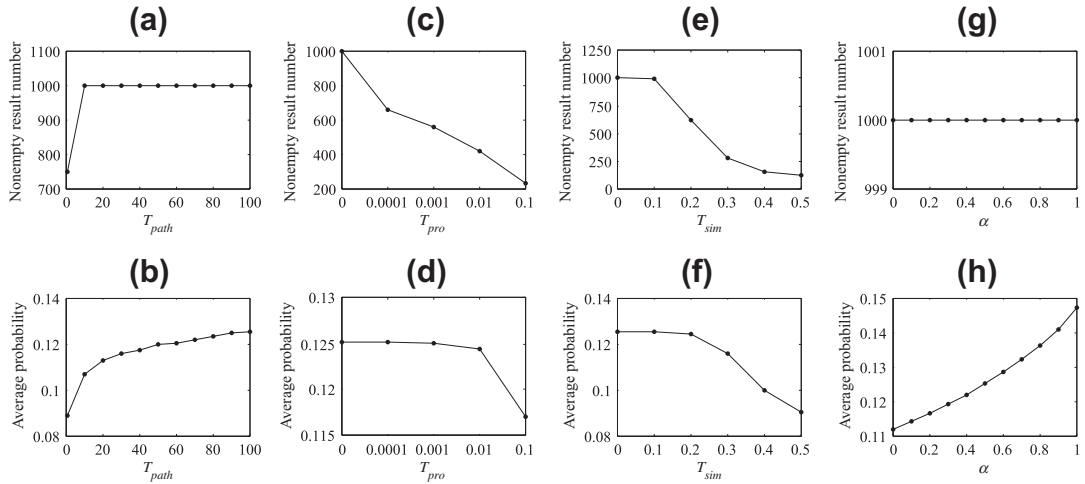 (a) (c) (e) (g)
Nonempty result number
1100
1000
900
800
700
0 20 40 60 80 100
T_path
Nonempty result number
1000
800
600
400
200
0 0.0001 0.001 0.01 0.1
T_pro
Nonempty result number
1250
1000
750
500
250
0
0 0.1 0.2 0.3 0.4 0.5
T_sim
Nonempty result number
1001
1000
999
0 0.2 0.4 0.6 0.8 1
α
(b) (d) (f) (h)
Average probability
0.14
0.12
0.1
0.08
0 20 40 60 80 100
T_path
Average probability
0.13
0.125
0.12
0.115
0 0.0001 0.001 0.01 0.1
T_pro
Average probability
0.14
0.12
0.1
0.08
0 0.1 0.2 0.3 0.4 0.5
T_sim
Average probability
0.15
0.14
0.13
0.12
0.11
0 0.2 0.4 0.6 0.8 1
α